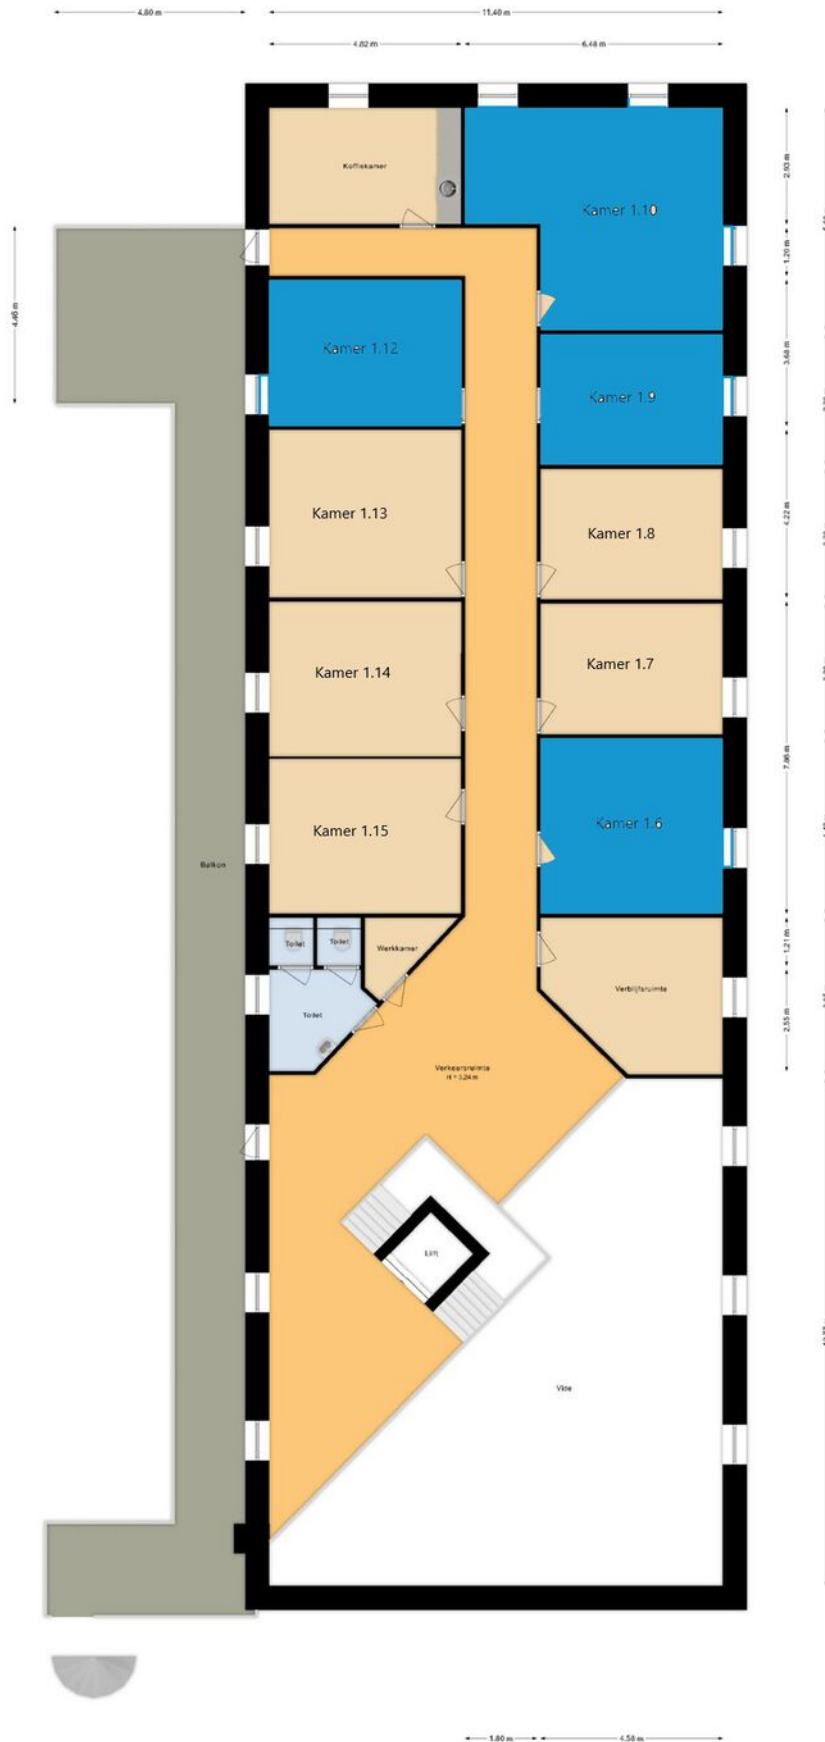 4.80 m
11.40 m
4.82 m
6.48 m
Koffiekamer
2.93 m
Kamer 1.10
1.20 m
4.46 m
Kamer 1.12
3.68 m
Kamer 1.9
Kamer 1.13
4.22 m
Kamer 1.8
Kamer 1.14
Kamer 1.7
7.86 m
Kamer 1.15
Kamer 1.6
Balkon
Toilet
Toilet
Werkkamer
1.21 m
Verblijfsruimte
Toilet
2.55 m
Verkeersruimte
H = 3.24 m
Lift
Vide
1.80 m
4.58 m